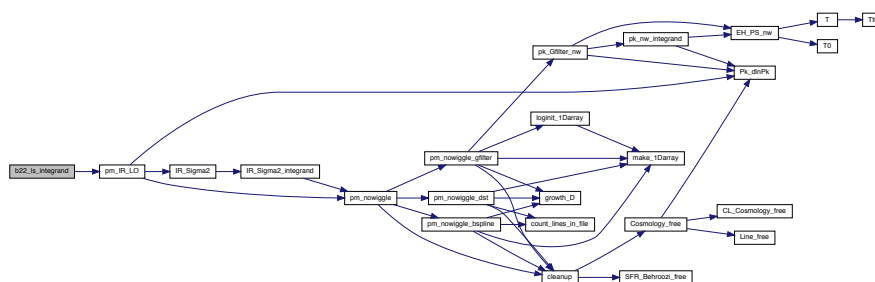 b22_ls_integrand
pm_IR_LO
IR_Sigma2
IR_Sigma2_integrand
pm_nowiggle
pm_nowiggle_gfilter
pm_nowiggle_dst
pm_nowiggle_bspline
pk_Gfilter_nw
loginit_1Darray
growth_D
count_lines_in_file
cleanup
pk_nw_integrand
make_1Darray
Cosmology_free
SFR_Behroozi_free
EH_PS_nw
Pk_dlnPk
CL_Cosmology_free
Line_free
T
T0